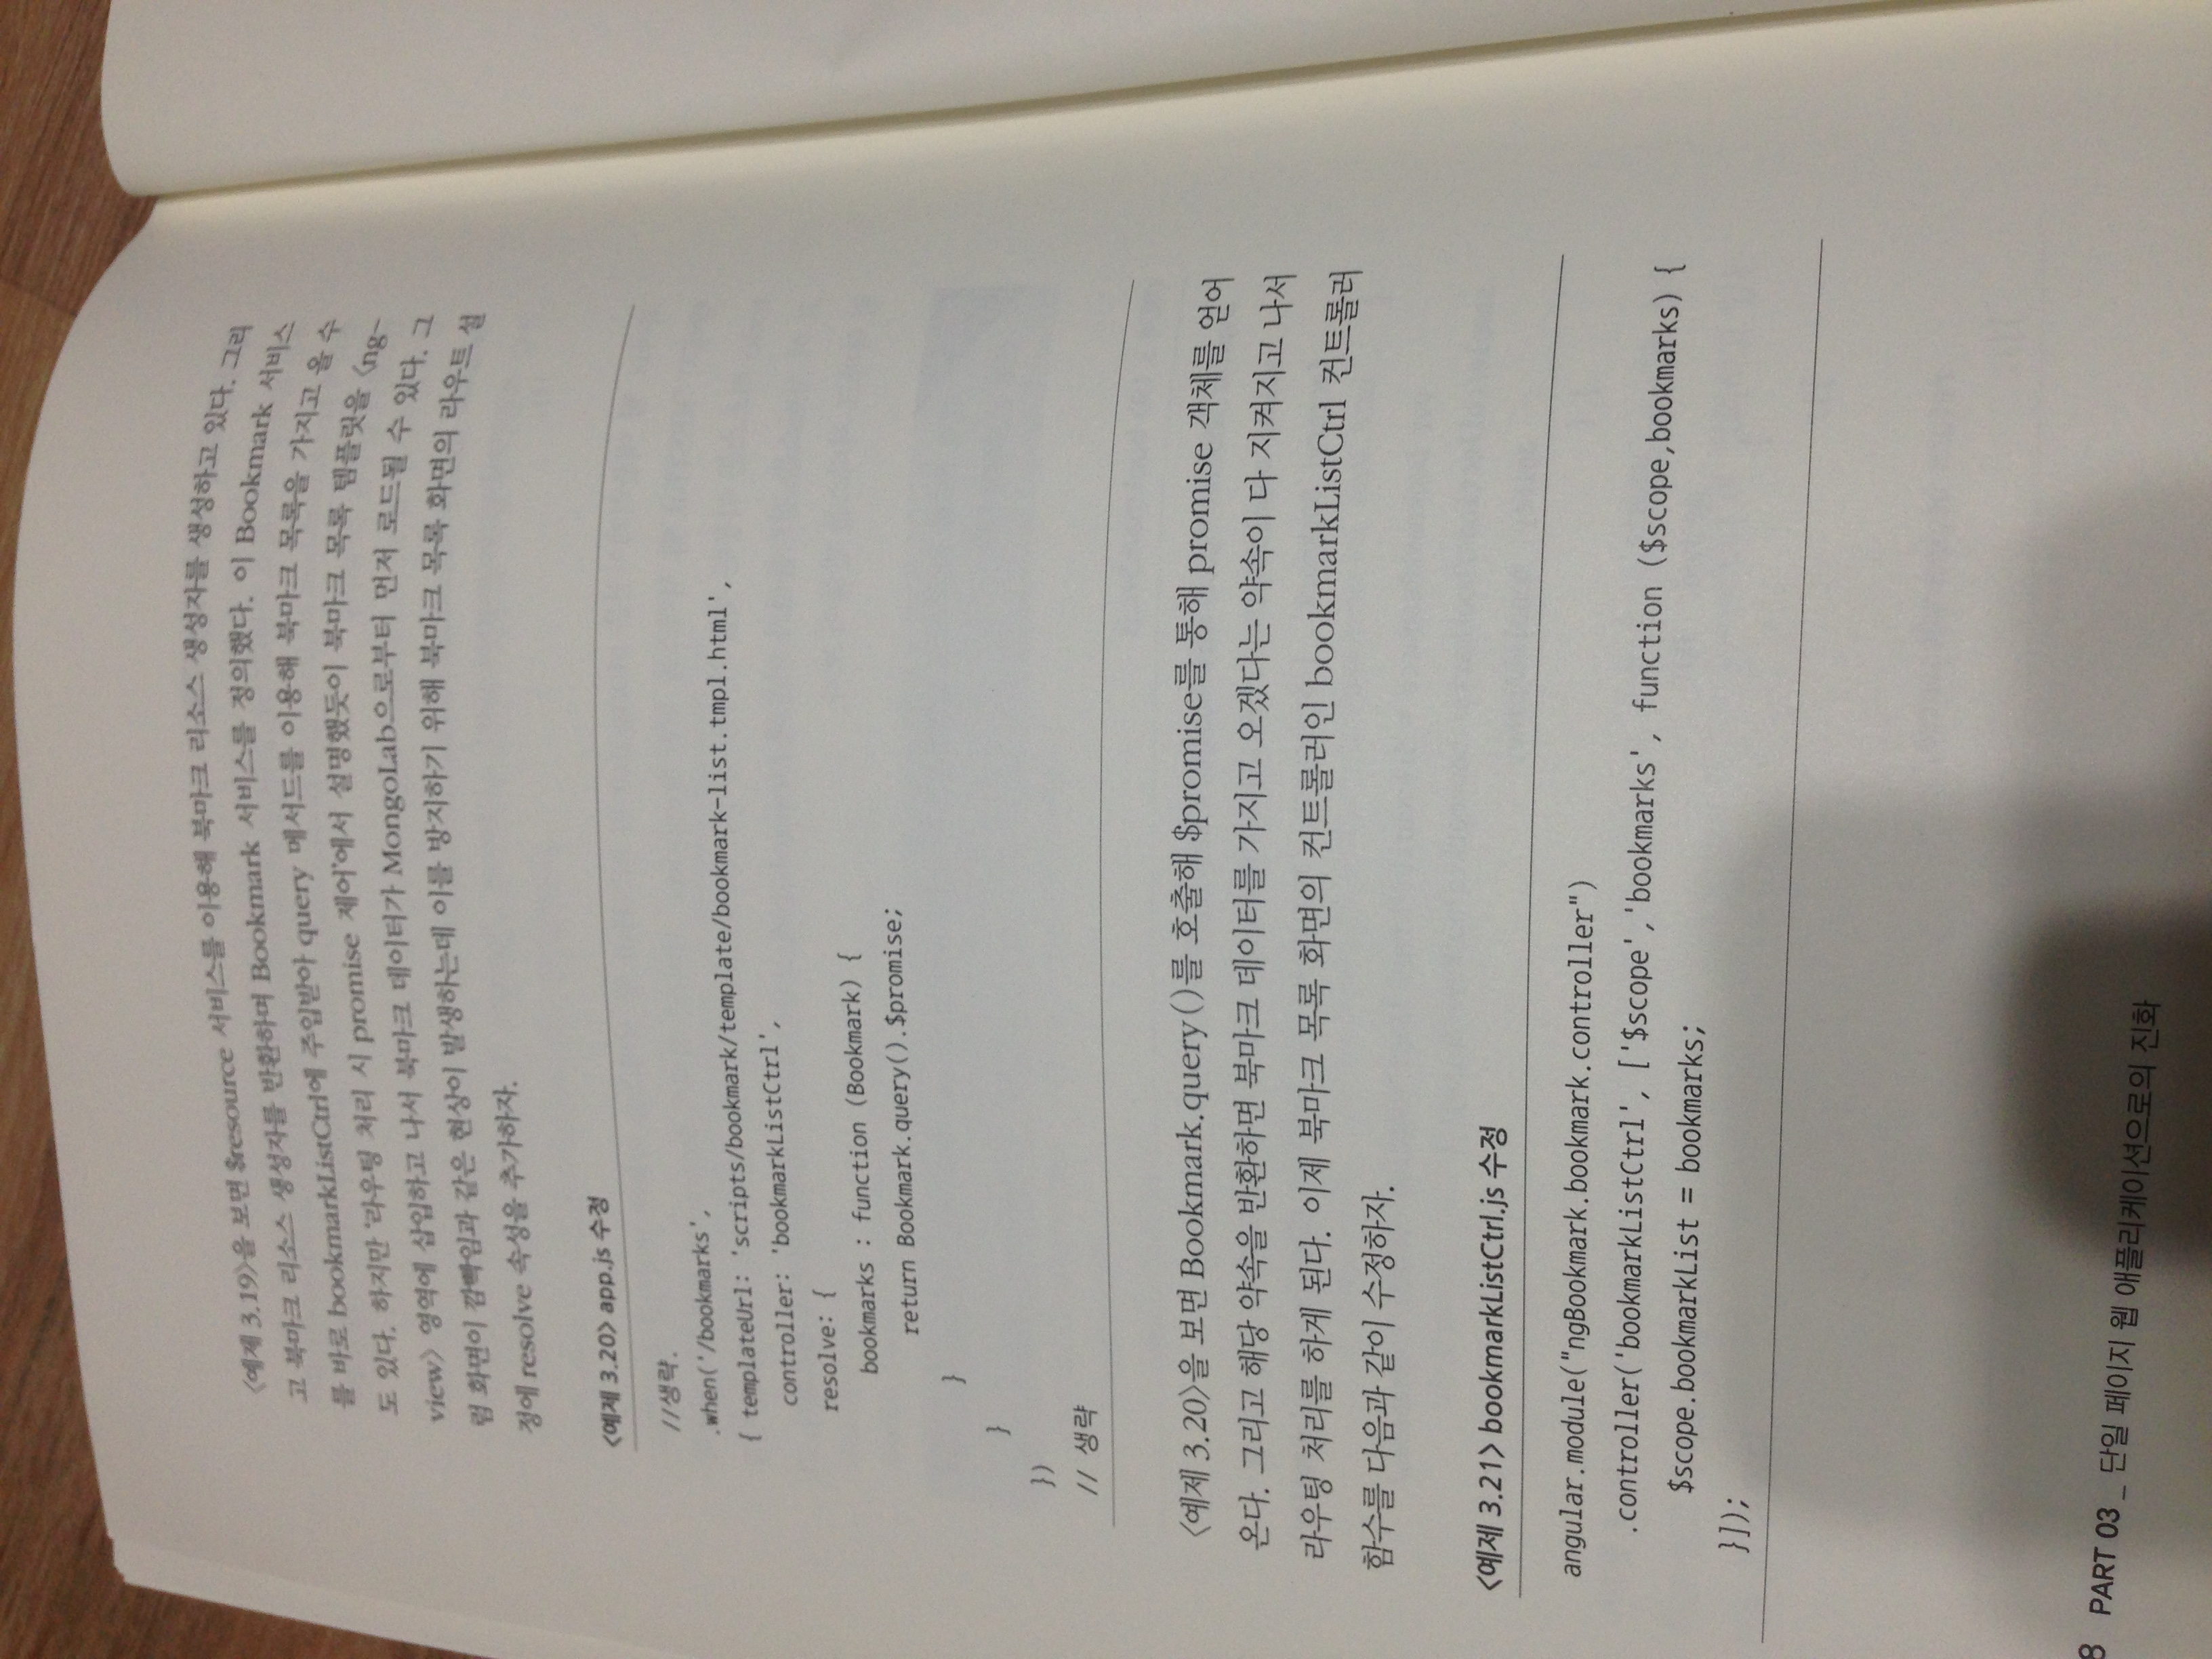 〈예제 3.19〉을 보면 $resource 서비스를 이용해 북마크 리소스 생성자를 생성하고 있다. 그리
고 북마크 리소스 생성자를 반환하며 Bookmark 서비스를 정의했다. 이 Bookmark 서비스
를 바로 bookmarkListCtrl에 주입받아 query 메서드를 이용해 북마크 목록을 가지고 올 수
도 있다. 하지만 '라우팅 처리 시 promise 제어'에서 설명했듯이 북마크 목록 템플릿을 〈ng-
view〉 영역에 삽입하고 나서 북마크 데이터가 MongoLab으로부터 먼저 로드될 수 있다. 그
럼 화면이 깜빡임과 같은 현상이 발생하는데 이를 방지하기 위해 북마크 목록 화면의 라우트 설
정에 resolve 속성을 추가하자.
〈예제 3.20〉 app.js 수정
//생략.
.when('/bookmarks',
{ templateUrl: 'scripts/bookmark/template/bookmark-list.tmpl.html',
controller: 'bookmarkListCtrl',
resolve: {
bookmarks : function (Bookmark) {
return Bookmark.query().$promise;
}
}
})
// 생략
〈예제 3.20〉을 보면 Bookmark.query()를 호출해 $promise를 통해 promise 객체를 얻어
온다. 그리고 해당 약속을 반환하면 북마크 데이터를 가지고 오겠다는 약속이 다 지켜지고 나서
라우팅 처리를 하게 된다. 이제 북마크 목록 화면의 컨트롤러인 bookmarkListCtrl 컨트롤러
함수를 다음과 같이 수정하자.
〈예제 3.21〉 bookmarkListCtrl.js 수정
angular.module("ngBookmark.bookmark.controller")
.controller('bookmarkListCtrl', ['$scope','bookmarks', function ($scope,bookmarks) {
$scope.bookmarkList = bookmarks;
}]);
8 PART 03 _ 단일 페이지 웹 애플리케이션으로의 진화